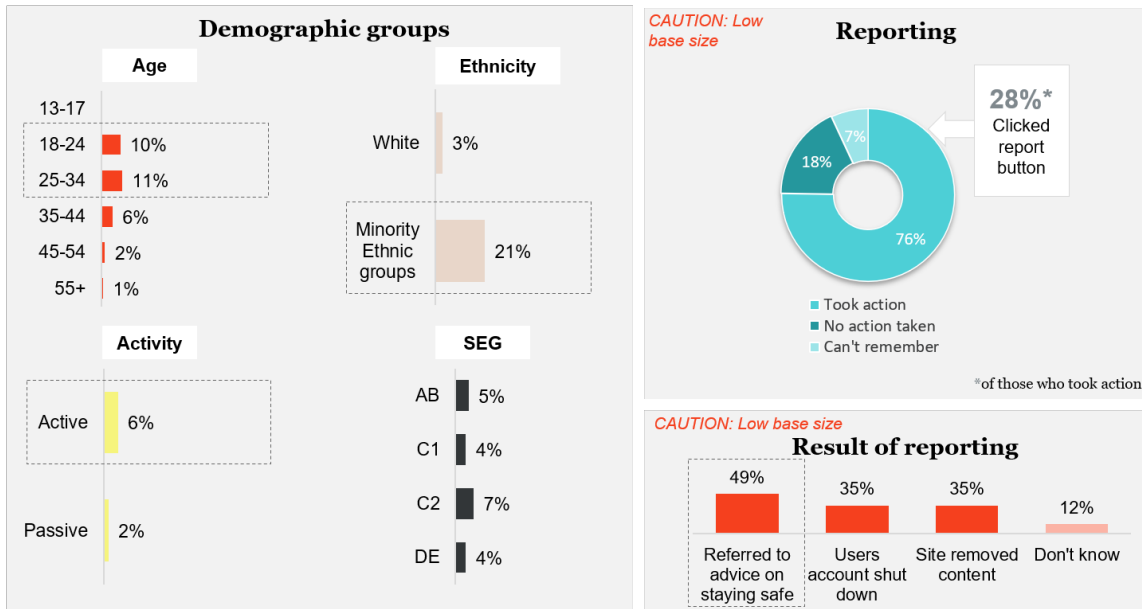 Demographic groups
Age
13-17
18-24
10%
25-34
11%
35-44
6%
45-54
2%
55+
1%
Ethnicity
White
3%
Minority
Ethnic
groups
21%
Activity
Active
6%
Passive
2%
SEG
AB
5%
C1
4%
C2
7%
DE
4%
CAUTION: Low
base size
Reporting
28%*
Clicked
report
button
7%
18%
76%
Took action
No action taken
Can't remember
*of those who took action
CAUTION: Low base size
Result of reporting
49%
35%
35%
12%
Referred to
advice on
staying safe
Users
account shut
down
Site removed
content
Don't know